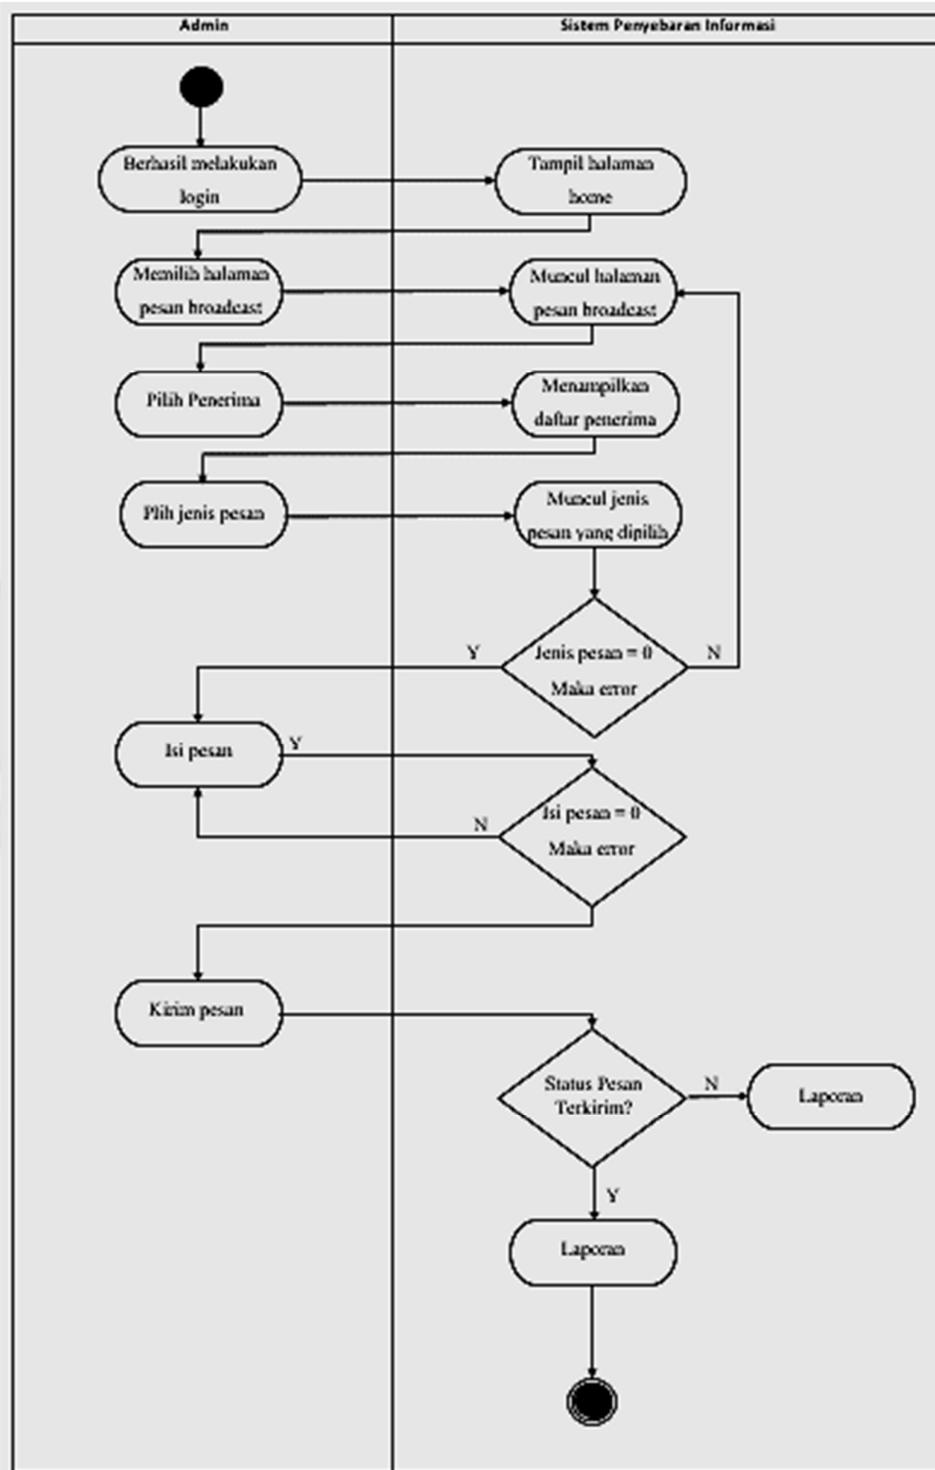 Admin
Sistem Penyebaran Informasi
Berhasil melakukan
login
Tampil halaman
home
Memilih halaman
pesan broadcast
Muncul halaman
pesan broadcast
Pilih Penerima
Menampilkan
daftar penerima
Plih jenis pesan
Muncul jenis
pesan yang dipilih
Jenis pesan = 0
Maka error
Y
N
Isi pesan
Y
Isi pesan = 0
Maka error
N
Kirim pesan
Status Pesan
Terkirim?
N
Laporan
Y
Laporan